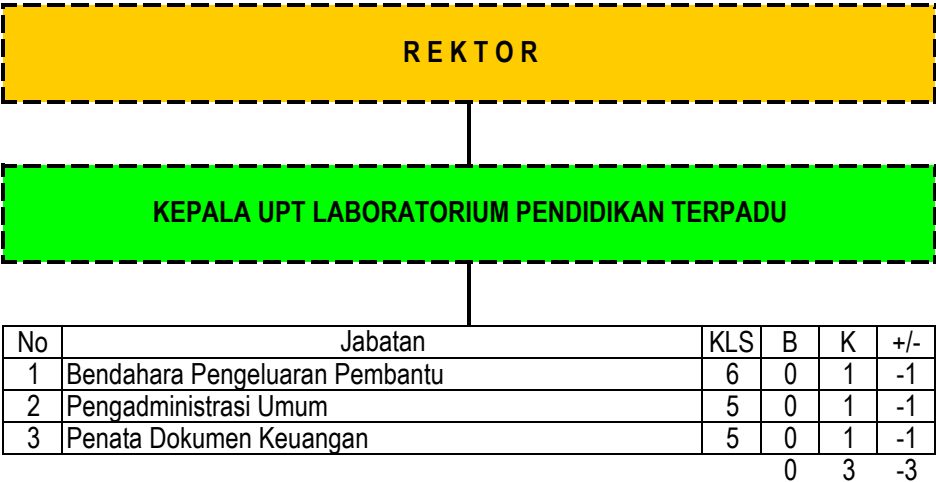 R E K T O R
KEPALA UPT LABORATORIUM PENDIDIKAN TERPADU
No Jabatan KLS B K +/-
1 Bendahara Pengeluaran Pembantu 6 0 1 -1
2 Pengadministrasi Umum 5 0 1 -1
3 Penata Dokumen Keuangan 5 0 1 -1
0 3 -3